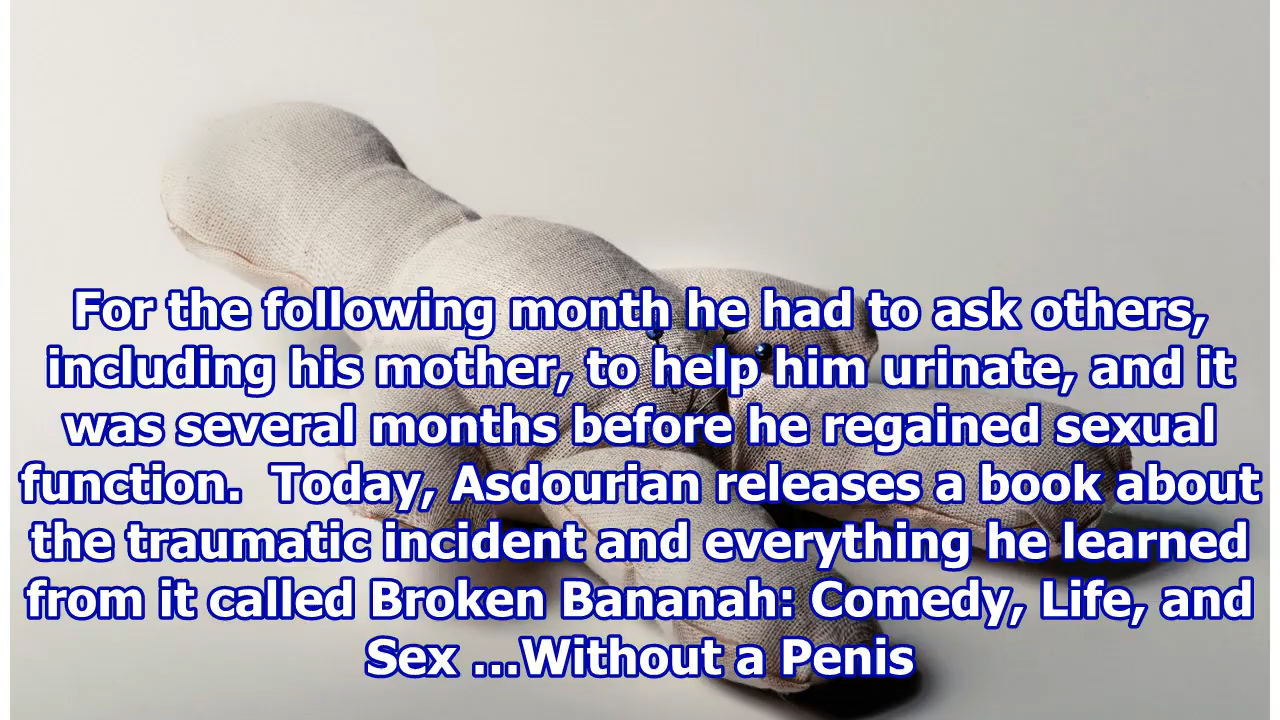 For the following month he had to ask others,
including his mother, to help him urinate, and it
was several months before he regained sexual
function.  Today, Asdourian releases a book about
the traumatic incident and everything he learned
from it called Broken Bananah: Comedy, Life, and
Sex ...Without a Penis